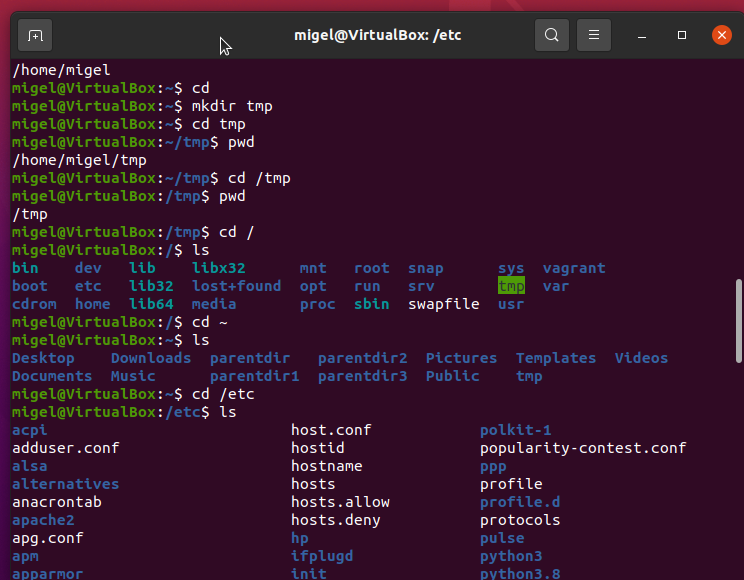 migel@VirtualBox: /etc
/home/migel
migel@VirtualBox:~$ cd
migel@VirtualBox:~$ mkdir tmp
migel@VirtualBox:~$ cd tmp
migel@VirtualBox:~/tmp$ pwd
/home/migel/tmp
migel@VirtualBox:~/tmp$ cd /tmp
migel@VirtualBox:/tmp$ pwd
/tmp
migel@VirtualBox:/tmp$ cd /
migel@VirtualBox:/$ ls
bin    dev   lib    libx32      mnt   root  snap      sys  vagrant
boot   etc   lib32  lost+found  opt   run   srv       tmp  var
cdrom  home  lib64  media       proc  sbin  swapfile  usr
migel@VirtualBox:/$ cd ~
migel@VirtualBox:~$ ls
Desktop    Downloads  parentdir   parentdir2  Pictures  Templates  Videos
Documents  Music      parentdir1  parentdir3  Public    tmp
migel@VirtualBox:~$ cd /etc
migel@VirtualBox:/etc$ ls
acpi                           host.conf            polkit-1
adduser.conf                   hostid               popularity-contest.conf
alsa                           hostname             ppp
alternatives                   hosts                profile
anacrontab                     hosts.allow          profile.d
apache2                        hosts.deny           protocols
apg.conf                       hp                   pulse
apm                            ifplugd              python3
apparmor                       init                 python3.8